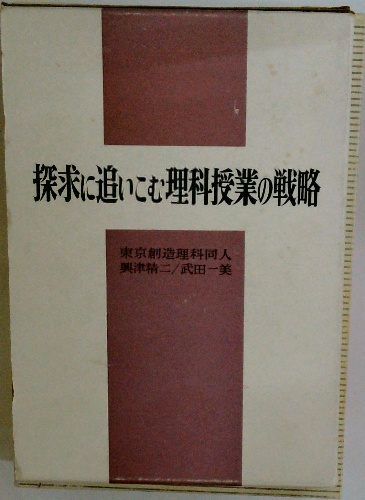 探求に追いこむ理科授業の戦略
東京創造理科同人
興津精二／武田一美